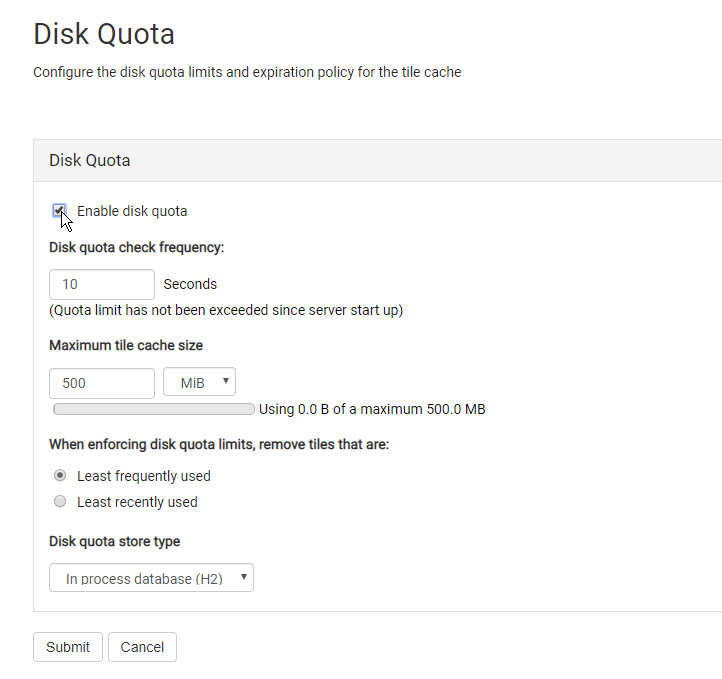 Disk Quota
Configure the disk quota limits and expiration policy for the tile cache
Disk Quota
Enable disk quota
Disk quota check frequency:
10 Seconds
(Quota limit has not been exceeded since server start up)
Maximum tile cache size
500 MiB
Using 0.0 B of a maximum 500.0 MB
When enforcing disk quota limits, remove tiles that are:
Least frequently used
Least recently used
Disk quota store type
In process database (H2)
Submit Cancel